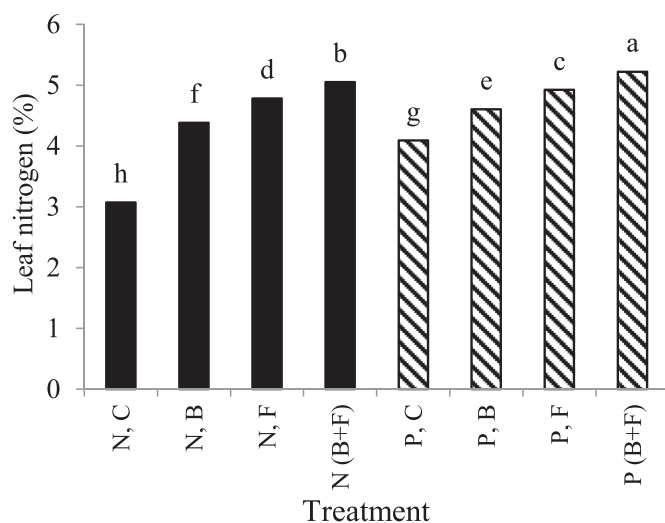 Leaf nitrogen (%)
6
5
4
3
2
1
0
h
f
d
b
g
e
c
a
N, C
N, B
N, F
N (B+F)
P, C
P, B
P, F
P (B+F)
Treatment